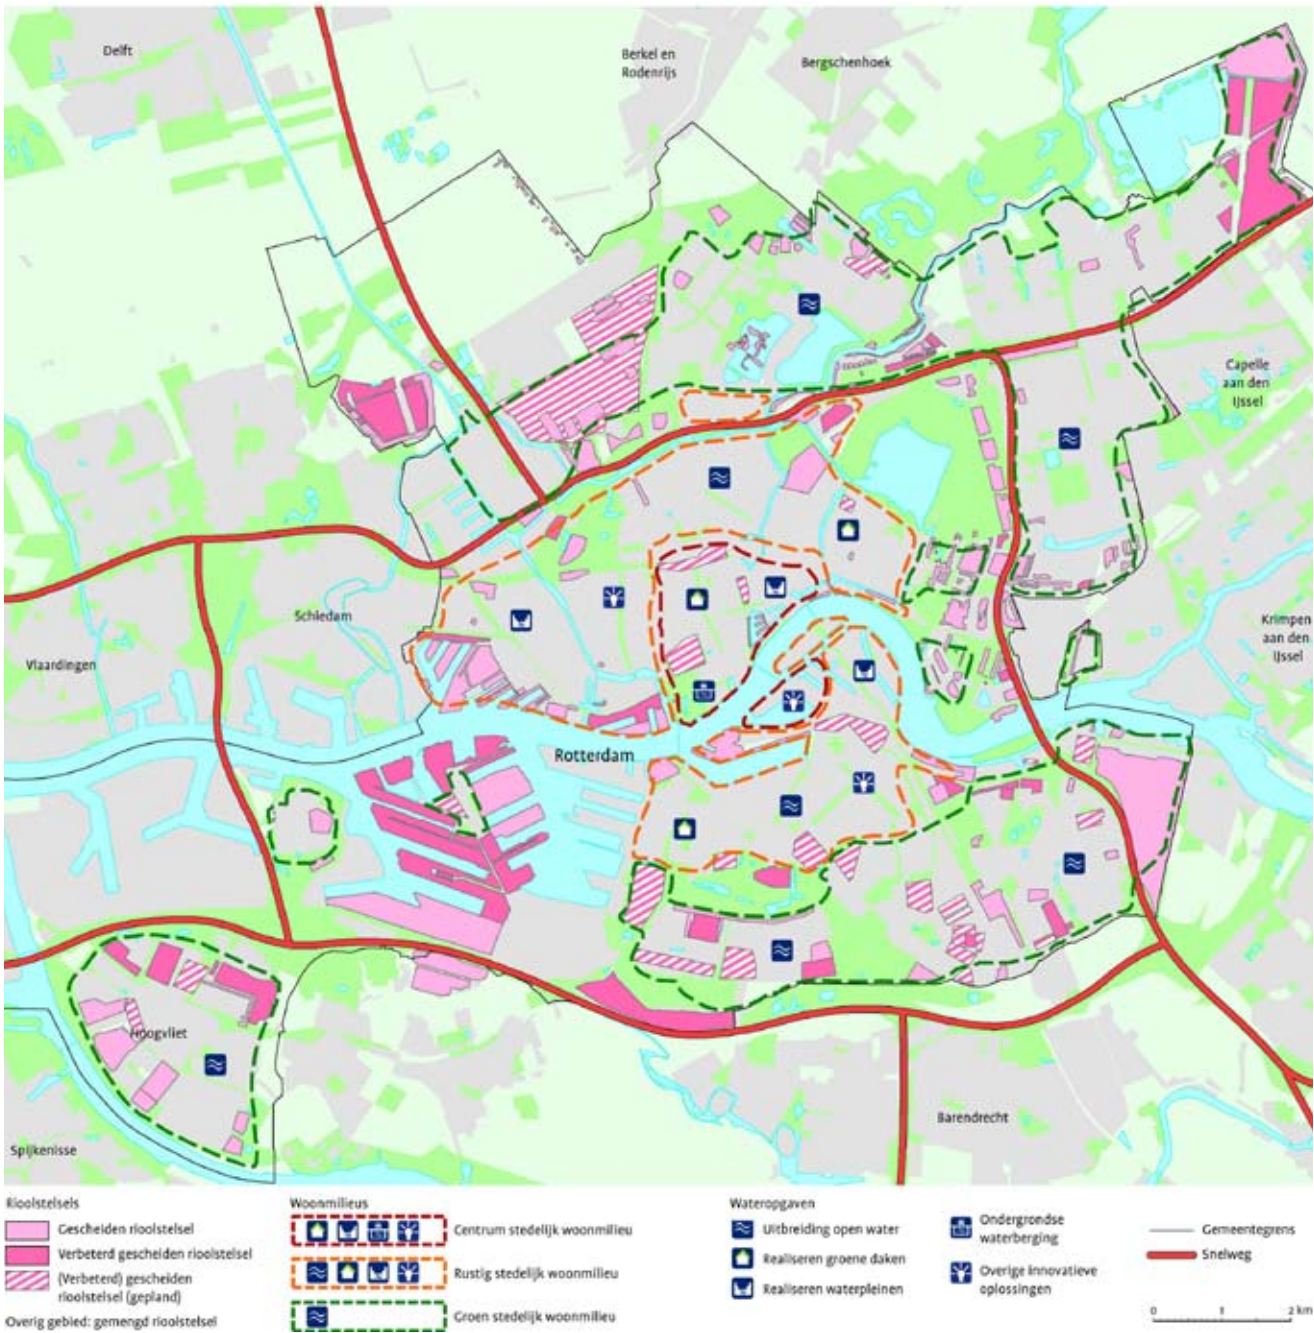 Delft
Berkel en
Rodenrijs
Bergschenhoek
Capelle
aan den
IJssel
Schiedam
Vlaardingen
Krimpen
aan den
IJssel
Rotterdam
Hoogvliet
Barendrecht
Spijkenisse
Rioolstelsels
Gescheiden rioolstelsel
Verbeterd gescheiden rioolstelsel
(Verbeterd) gescheiden
rioolstelsel (gepland)
Overig gebied: gemengd rioolstelsel
Woonmilieus
Centrum stedelijk woonmilieu
Rustig stedelijk woonmilieu
Groen stedelijk woonmilieu
Wateropgaven
Uitbreiding open water
Realiseren groene daken
Realiseren waterpleinen
Ondergrondse
waterberging
Overige innovatieve
oplossingen
Gemeentegrens
Snelweg
0 1 2 km